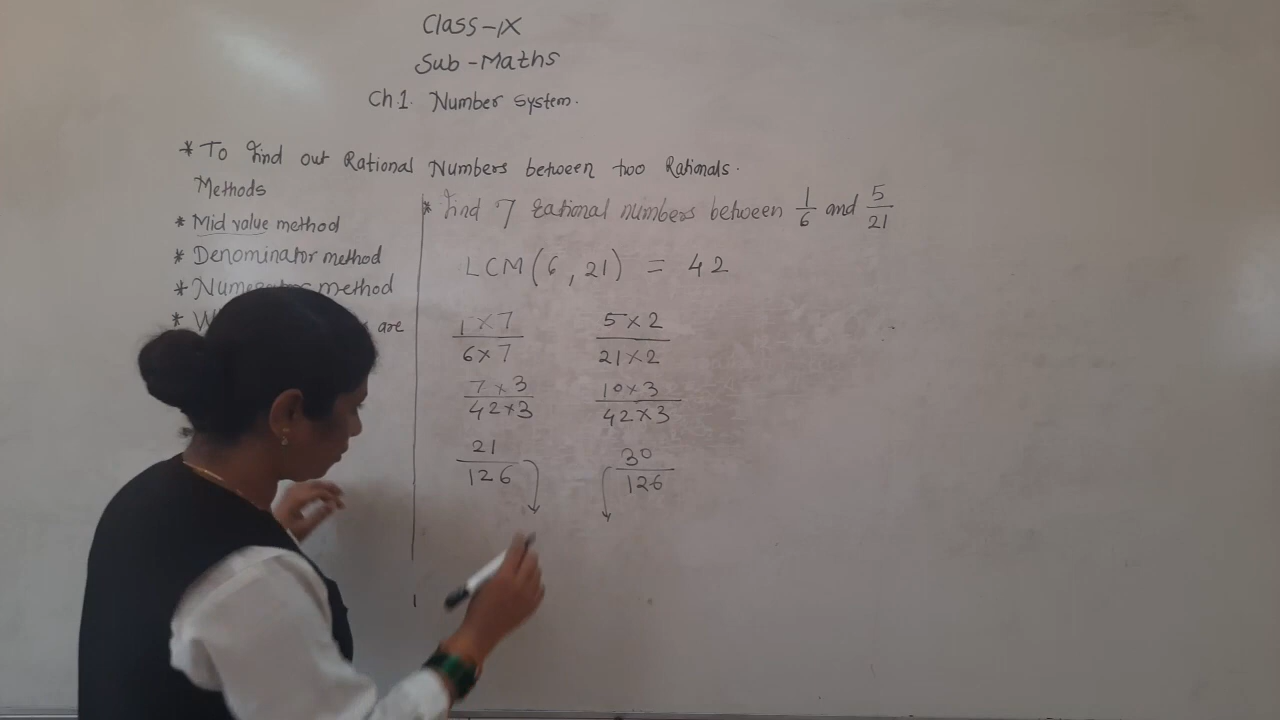 Class-IX
Sub-Maths
Ch.1. Number System.
* To find out Rational Numbers between two Rationals.
Methods
* Mid value method
* Denominator method
* method
* are
* find 7 Rational numbers between 1/6 and 5/21
LCM(6, 21) = 42
1×7/6×7 5×2/21×2
7×3/42×3 10×3/42×3
21/126 30/126